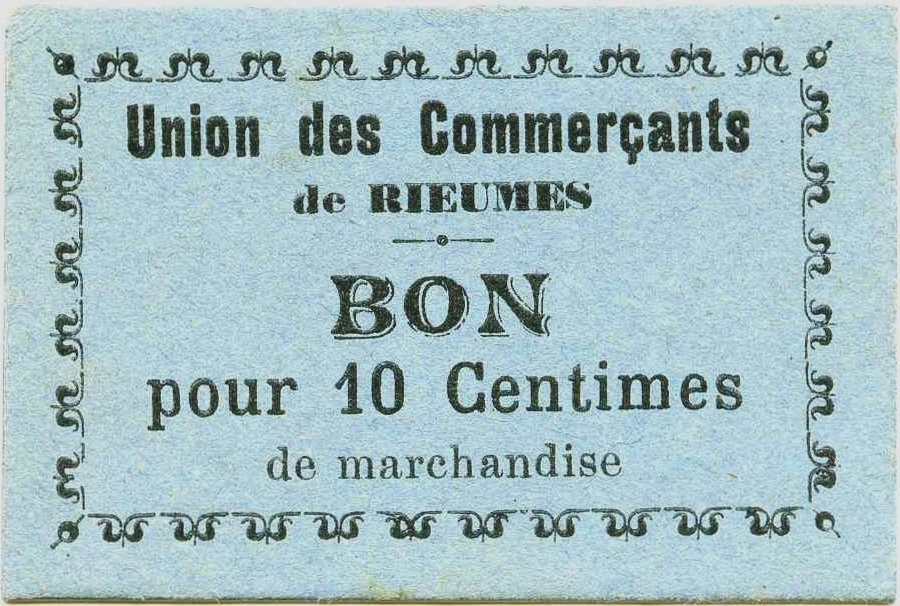 Union des Commerçants
de RIEUMES
BON
pour 10 Centimes
de marchandise